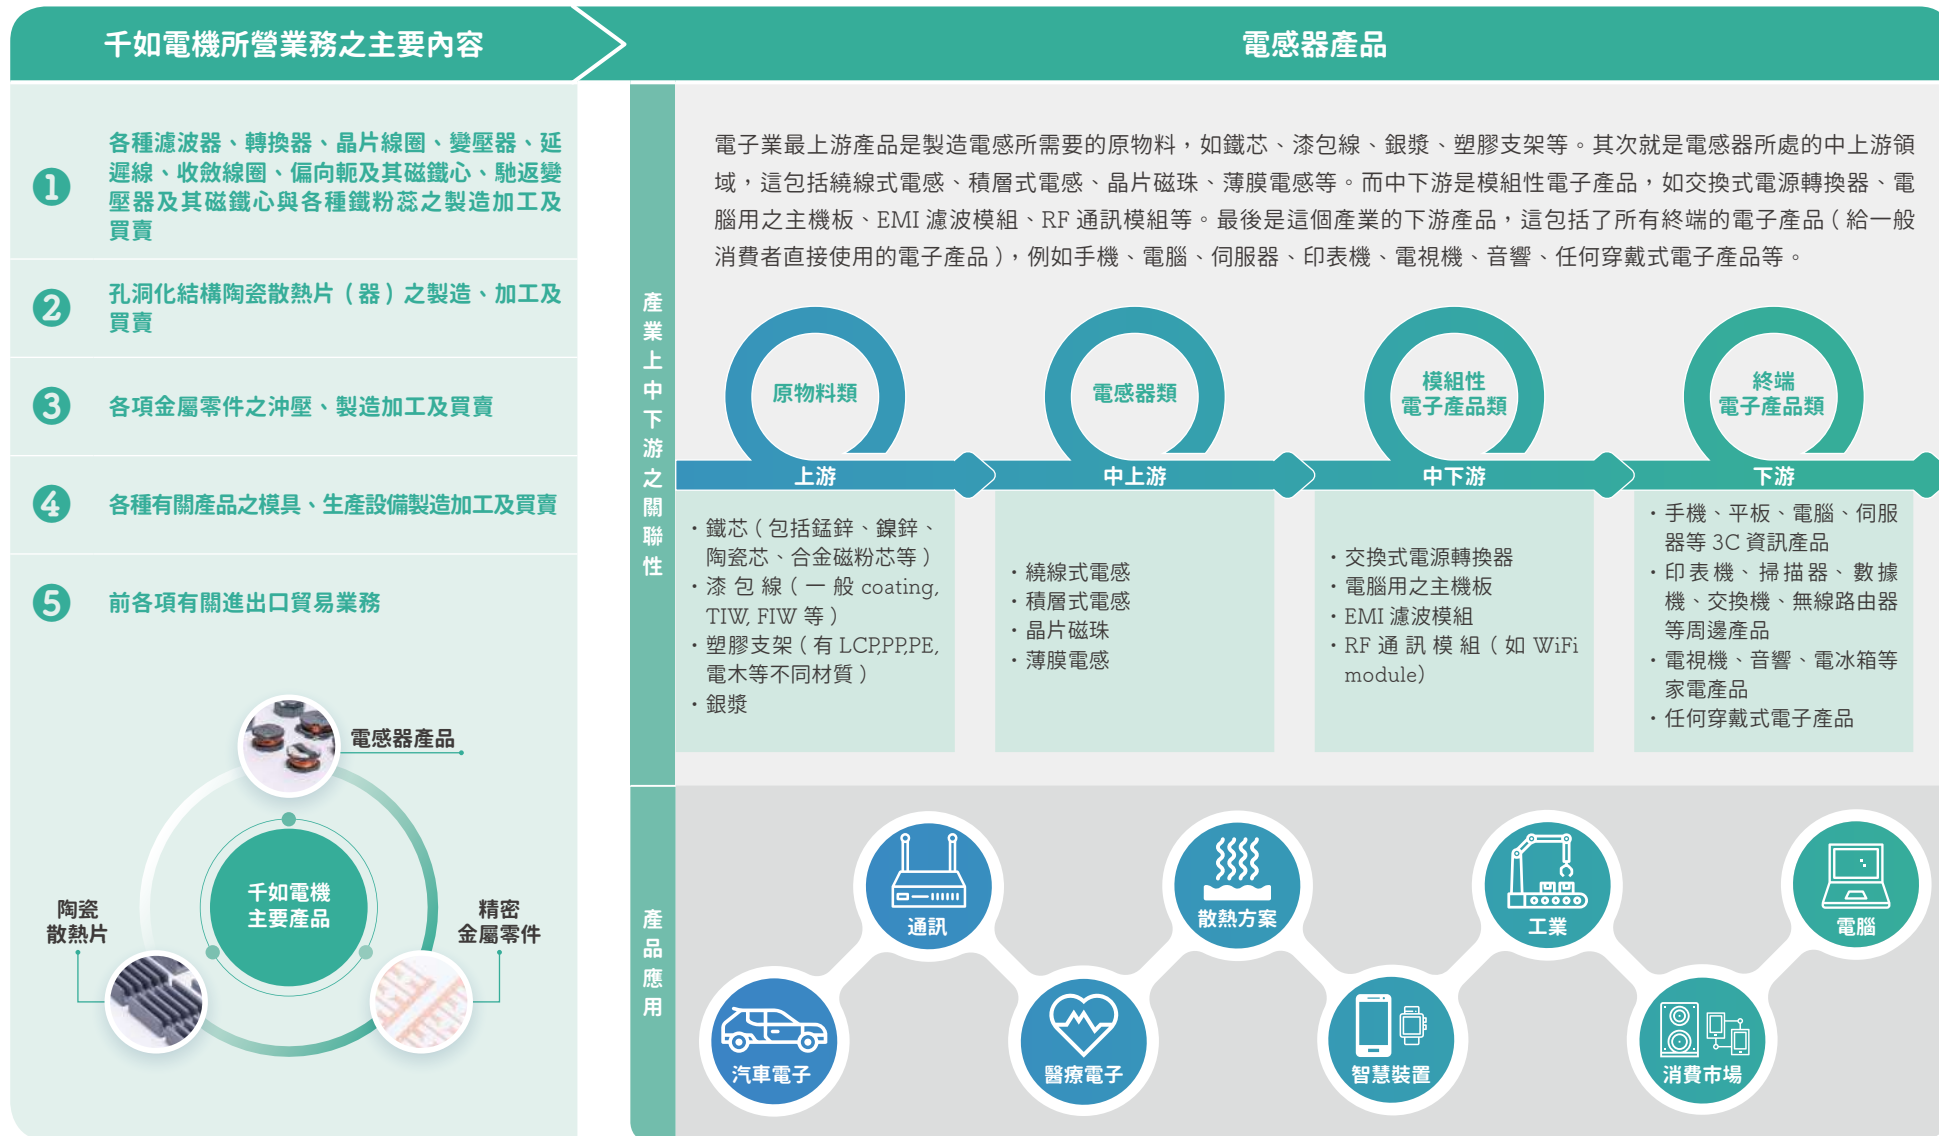 千如電機所營業務之主要內容
❶
各種濾波器、轉換器、晶片線圈、變壓器、延
遲線、收斂線圈、偏向軛及其磁鐵心、馳返變
壓器及其磁鐵心與各種鐵粉蕊之製造加工及
買賣
❷
孔洞化結構陶瓷散熱片（器）之製造、加工及
買賣
❸
各項金屬零件之沖壓、製造加工及買賣
❹
各種有關產品之模具、生產設備製造加工及買賣
❺
前各項有關進出口貿易業務
電感器產品
千如電機
主要產品
陶瓷
散熱片
精密
金屬零件
電感器產品
產業上中下游之關聯性
電子業最上游產品是製造電感所需要的原物料，如鐵芯、漆包線、銀漿、塑膠支架等。其次就是電感器所處的中上游領
域，這包括繞線式電感、積層式電感、晶片磁珠、薄膜電感等。而中下游是模組性電子產品，如交換式電源轉換器、電
腦用之主機板、EMI 濾波模組、RF 通訊模組等。最後是這個產業的下游產品，這包括了所有終端的電子產品（給一般
消費者直接使用的電子產品），例如手機、電腦、伺服器、印表機、電視機、音響、任何穿戴式電子產品等。
原物料類
上游
・鐵芯（包括錳鋅、鎳鋅、
陶瓷芯、合金磁粉芯等）
・漆包線（一般 coating,
TIW, FIW 等）
・塑膠支架（有 LCP,PP,PE,
電木等不同材質）
・銀漿
電感器類
中上游
・繞線式電感
・積層式電感
・晶片磁珠
・薄膜電感
模組性
電子產品類
中下游
・交換式電源轉換器
・電腦用之主機板
・EMI 濾波模組
・RF 通訊模組（如 WiFi
module）
終端
電子產品類
下游
・手機、平板、電腦、伺服
器等 3C 資訊產品
・印表機、掃描器、數據
機、交換機、無線路由器
等周邊產品
・電視機、音響、電冰箱等
家電產品
・任何穿戴式電子產品
產品應用
汽車電子
通訊
醫療電子
散熱方案
智慧裝置
工業
消費市場
電腦